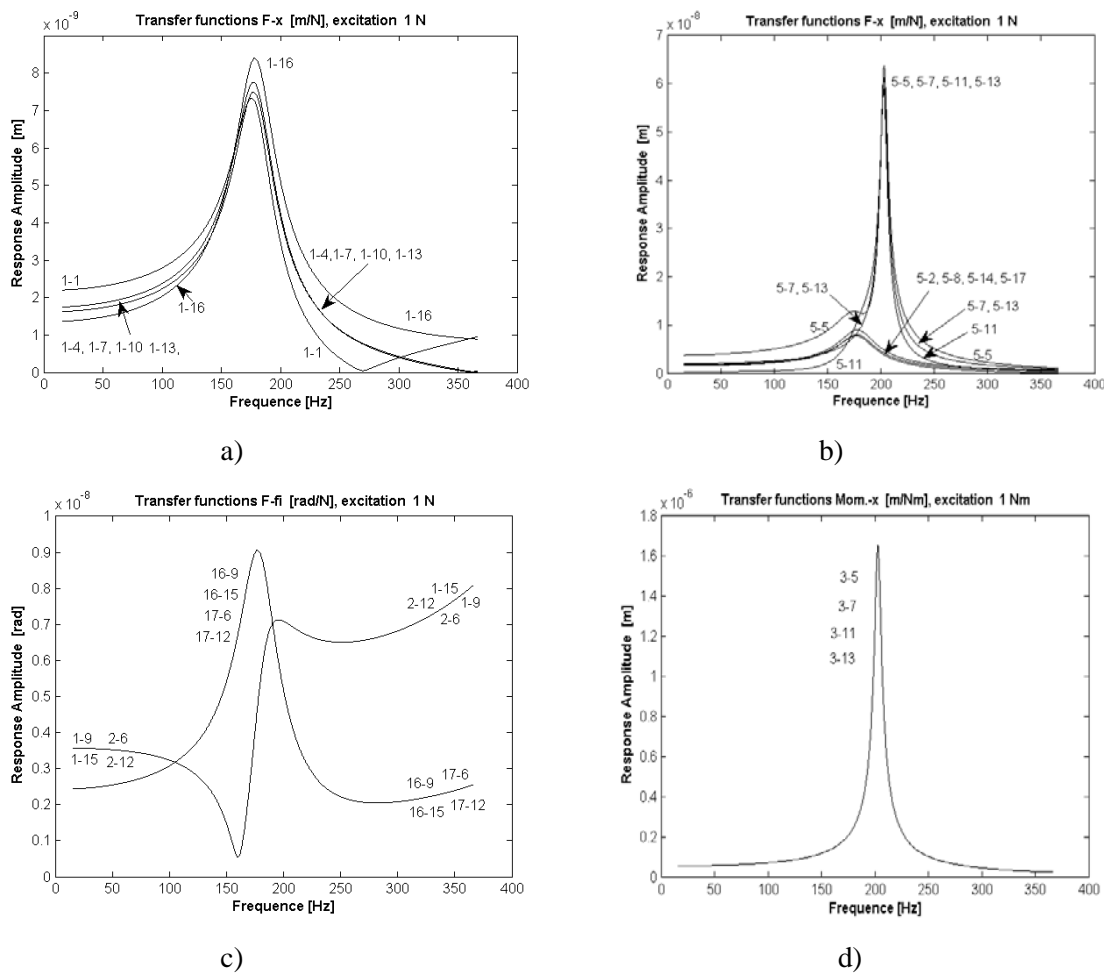 Transfer functions F-x [m/N], excitation 1 N
x 10^-9
Response Amplitude [m]
9
8
7
6
5
4
3
2
1
0
0 50 100 150 200 250 300 350 400
Frequence [Hz]
1-16
1-4,1-7, 1-10, 1-13
1-1
1-16
1-16
1-4, 1-7, 1-10 1-13,
1-1
a)
Transfer functions F-x [m/N], excitation 1 N
x 10^-8
Response Amplitude [m]
7
6
5
4
3
2
1
0
0 50 100 150 200 250 300 350 400
Frequence [Hz]
5-5, 5-7, 5-11, 5-13
5-2, 5-8, 5-14, 5-17
5-7, 5-13
5-7, 5-13
5-5
5-11
5-5
5-11
b)
Transfer functions F-fi [rad/N], excitation 1 N
x 10^-8
Response Amplitude [rad]
1
0.9
0.8
0.7
0.6
0.5
0.4
0.3
0.2
0.1
0
0 50 100 150 200 250 300 350 400
Frequence [Hz]
16-9
16-15
17-6
17-12
1-15
2-12 1-9
2-6
1-9 2-6
1-15 2-12
16-9 17-6
16-15 17-12
c)
Transfer functions Mom.-x [m/Nm], excitation 1 Nm
x 10^-6
Response Amplitude [m]
1.8
1.6
1.4
1.2
1
0.8
0.6
0.4
0.2
0
0 50 100 150 200 250 300 350 400
Frequence [Hz]
3-5
3-7
3-11
3-13
d)